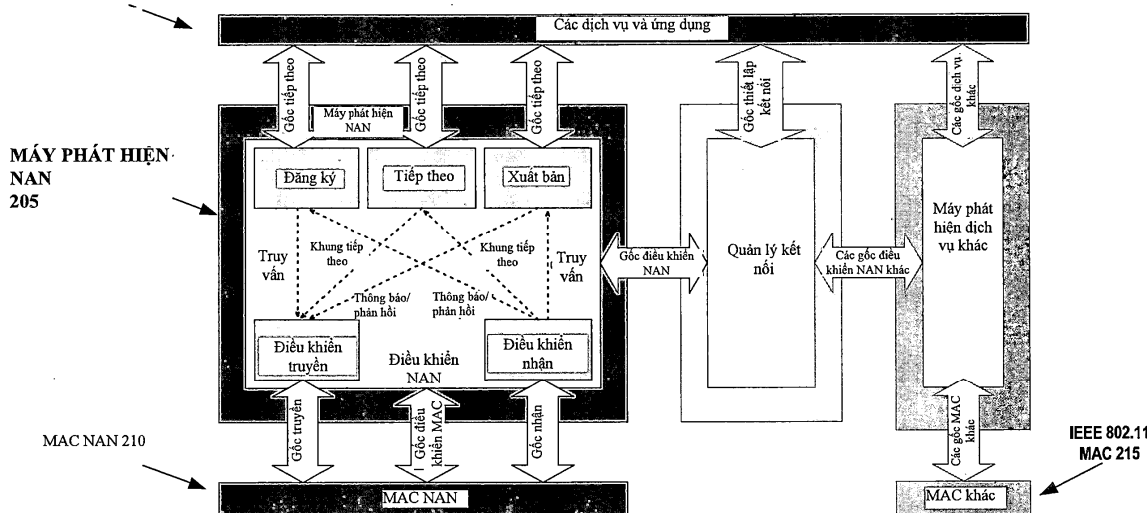 Các dịch vụ và ứng dụng
Gốc tiếp theo
Gốc tiếp theo
Gốc tiếp theo
Gốc thiết lập
kết nối
Các gốc dịch vụ
khác
Máy phát hiện
NAN
MÁY PHÁT HIỆN
NAN
205
Đăng ký
Tiếp theo
Xuất bản
Truy
vấn
Khung tiếp
theo
Khung tiếp
theo
Truy
vấn
Thông báo/
phản hồi
Thông báo/
phản hồi
Gốc điều khiển
NAN
Quản lý kết
nối
Các gốc điều
khiển NAN khác
Máy phát
hiện dịch
vụ khác
Điều khiển
truyền
Điều khiển
NAN
Điều khiển
nhận
Gốc truyền
Gốc điều
khiển MAC
Gốc nhận
Các gốc MAC
khác
MAC NAN 210
IEEE 802.11
MAC 215
MAC NAN
MAC khác